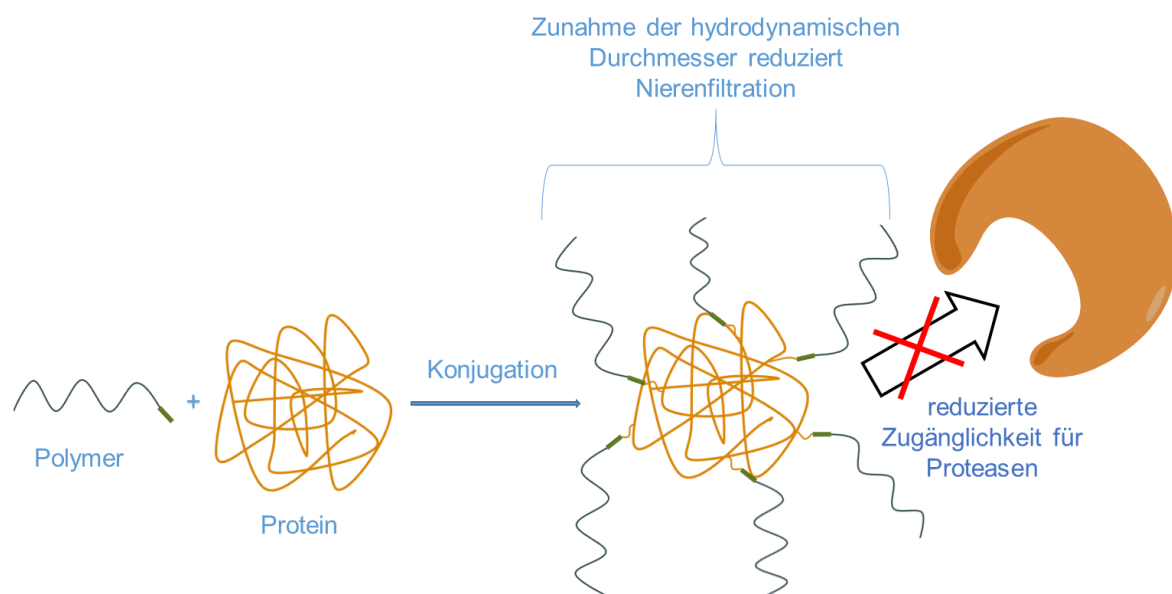 Zunahme der hydrodynamischen
Durchmesser reduziert
Nierenfiltration
Polymer
+
Protein
Konjugation
reduzierte
Zugänglichkeit für
Proteasen